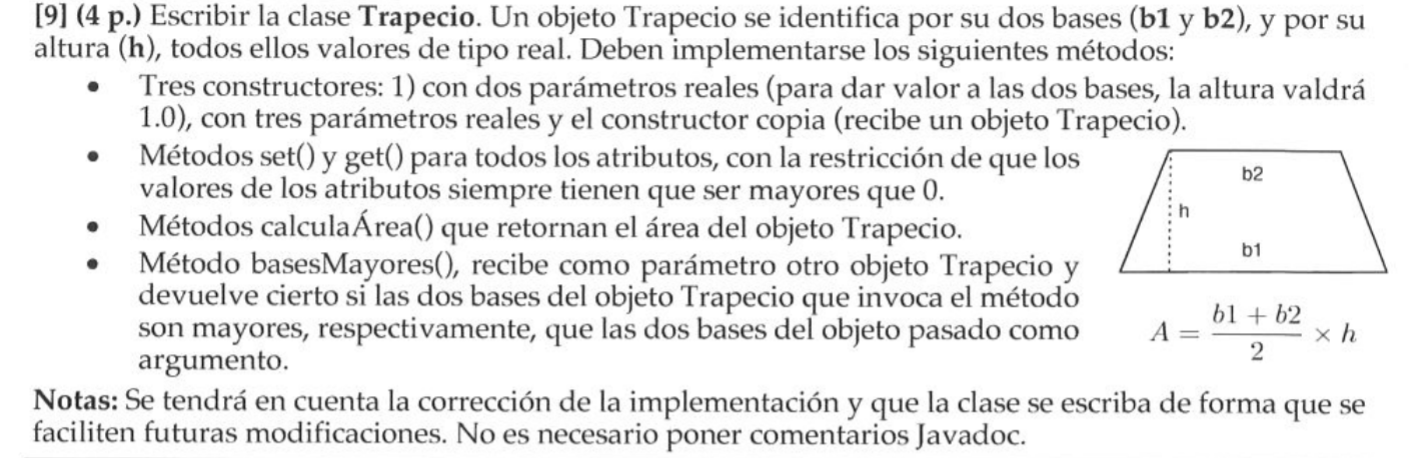 [9] (4 p.) Escribir la clase Trapecio. Un objeto Trapecio se identifica por su dos bases (b1 y b2), y por su
altura (h), todos ellos valores de tipo real. Deben implementarse los siguientes métodos:
• Tres constructores: 1) con dos parámetros reales (para dar valor a las dos bases, la altura valdrá
1.0), con tres parámetros reales y el constructor copia (recibe un objeto Trapecio).
• Métodos set() y get() para todos los atributos, con la restricción de que los
valores de los atributos siempre tienen que ser mayores que 0.
• Métodos calculaÁrea() que retornan el área del objeto Trapecio.
• Método basesMayores(), recibe como parámetro otro objeto Trapecio y
devuelve cierto si las dos bases del objeto Trapecio que invoca el método
son mayores, respectivamente, que las dos bases del objeto pasado como
argumento.
b2
h
b1
A = (b1 + b2)/2 × h
Notas: Se tendrá en cuenta la corrección de la implementación y que la clase se escriba de forma que se
faciliten futuras modificaciones. No es necesario poner comentarios Javadoc.